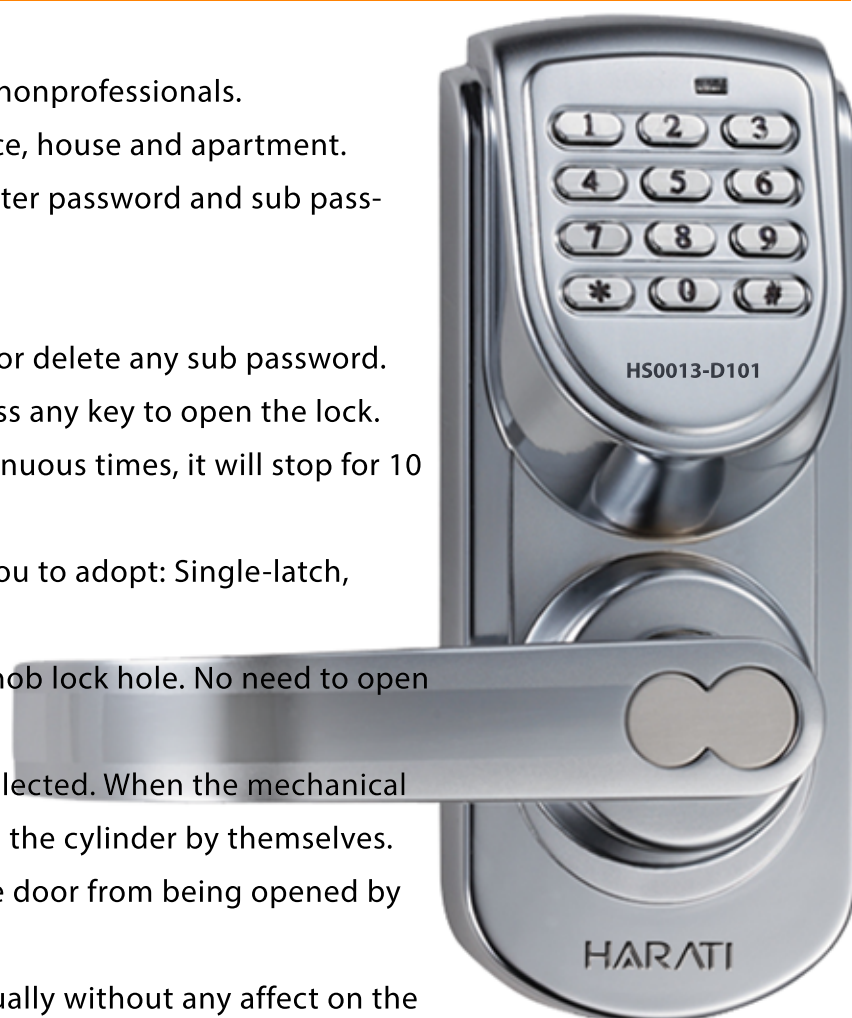 nonprofessionals.
ce, house and apartment.
ter password and sub pass-
or delete any sub password.
ss any key to open the lock.
nuous times, it will stop for 10
ou to adopt: Single-latch,
nob lock hole. No need to open
lected. When the mechanical
the cylinder by themselves.
e door from being opened by
ually without any affect on the
1 2 3
4 5 6
7 8 9
* 0 #
HS0013-D101
HARATI